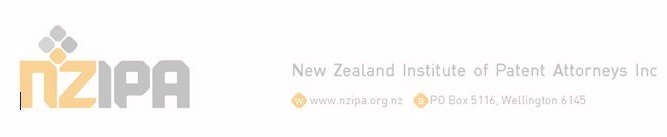 nzIPA
New Zealand Institute of Patent Attorneys Inc
w www.nzipa.org.nz a PO Box 5116, Wellington 6145